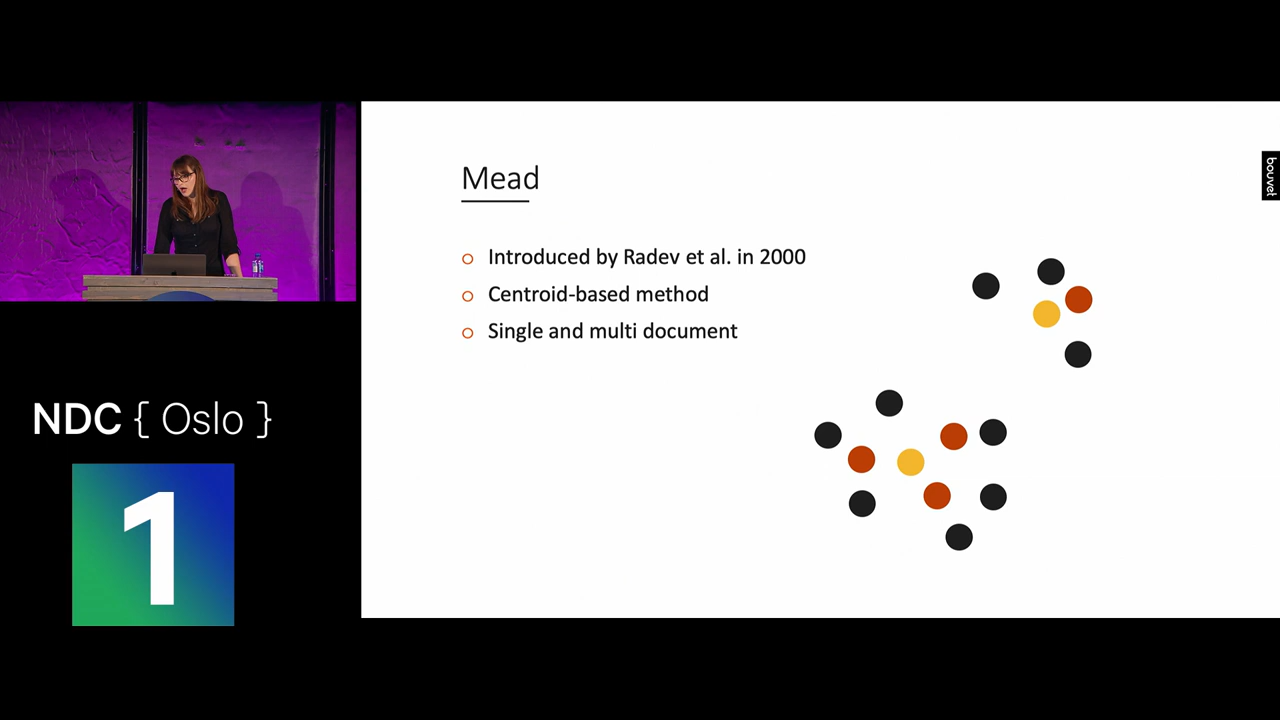 Mead
Introduced by Radev et al. in 2000
Centroid-based method
Single and multi document
bouvet
NDC { Oslo }
1